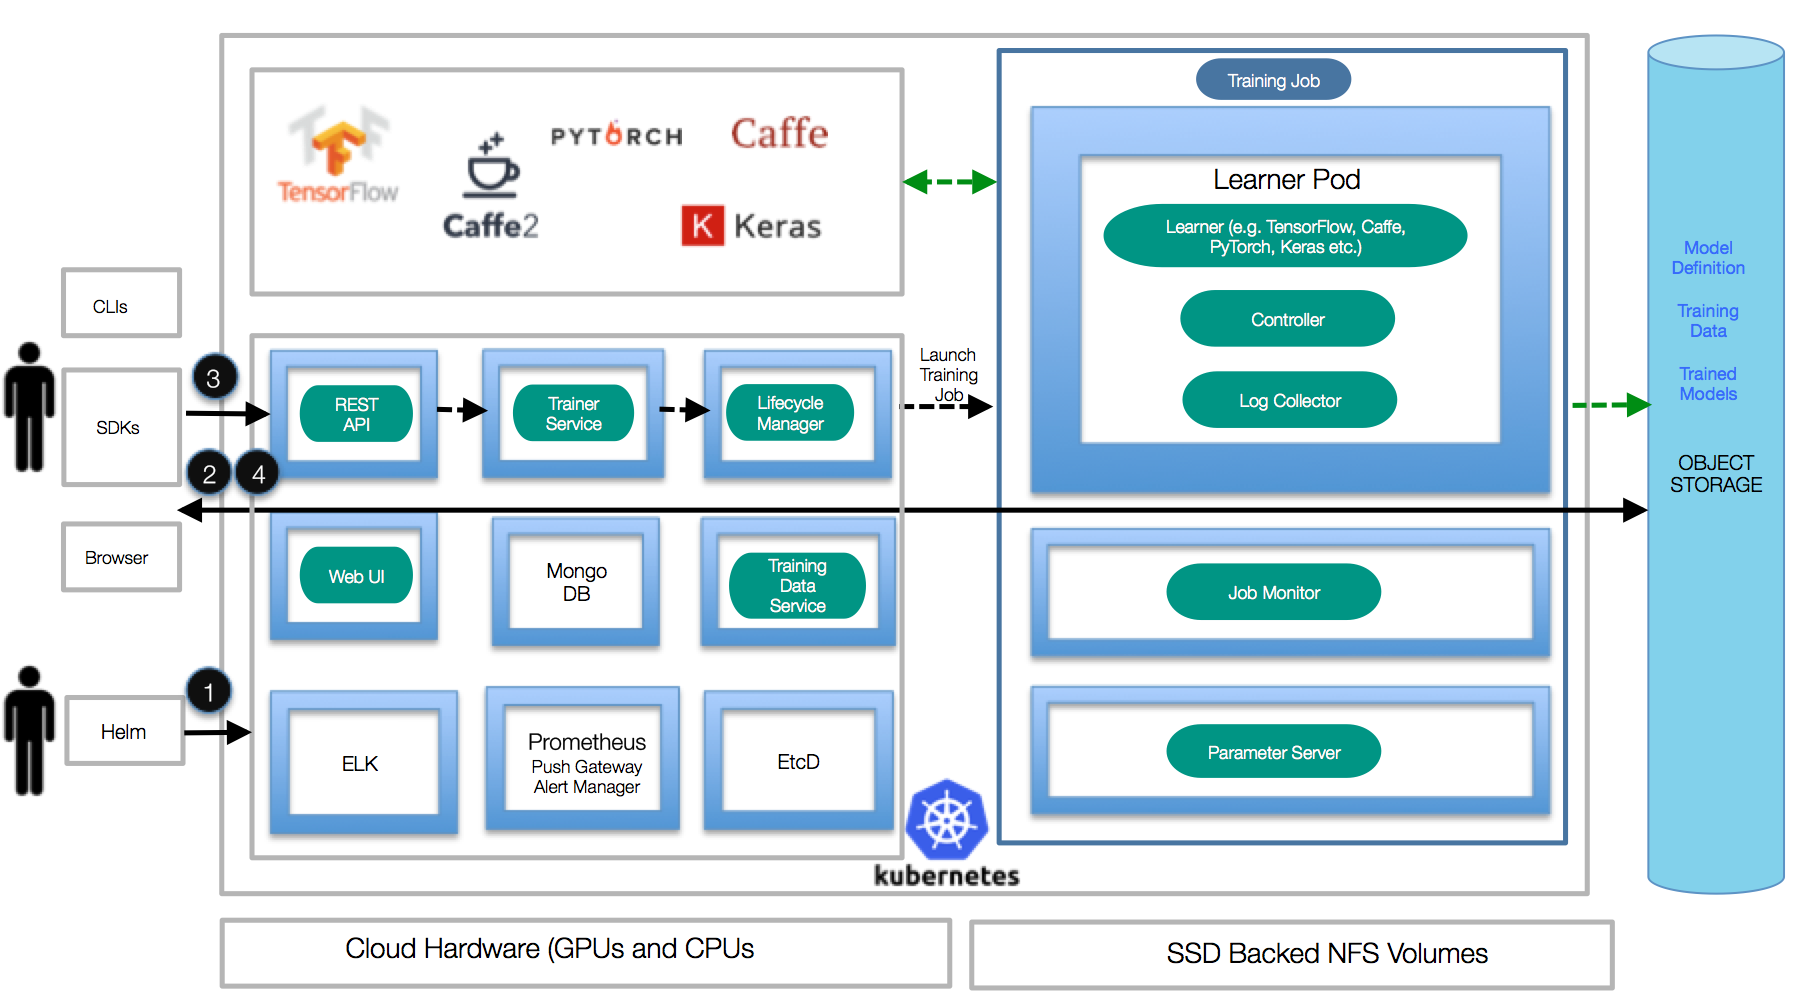 Training Job
TensorFlow
Caffe2
PYTORCH
Caffe
K Keras
Learner Pod
Learner (e.g. TensorFlow, Caffe,
PyTorch, Keras etc.)
Controller
Log Collector
CLIs
SDKs
Browser
Helm
3
2
4
1
REST
API
Trainer
Service
Lifecycle
Manager
Launch
Training
Job
Web UI
Mongo
DB
Training
Data
Service
Job Monitor
ELK
Prometheus
Push Gateway
Alert Manager
EtcD
Parameter Server
kubernetes
Model
Definition
Training
Data
Trained
Models
OBJECT
STORAGE
Cloud Hardware (GPUs and CPUs
SSD Backed NFS Volumes